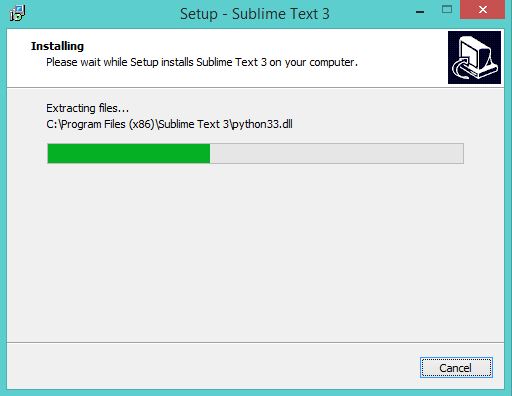 Setup - Sublime Text 3
Installing
Please wait while Setup installs Sublime Text 3 on your computer.
Extracting files...
C:\Program Files (x86)\Sublime Text 3\python33.dll
Cancel